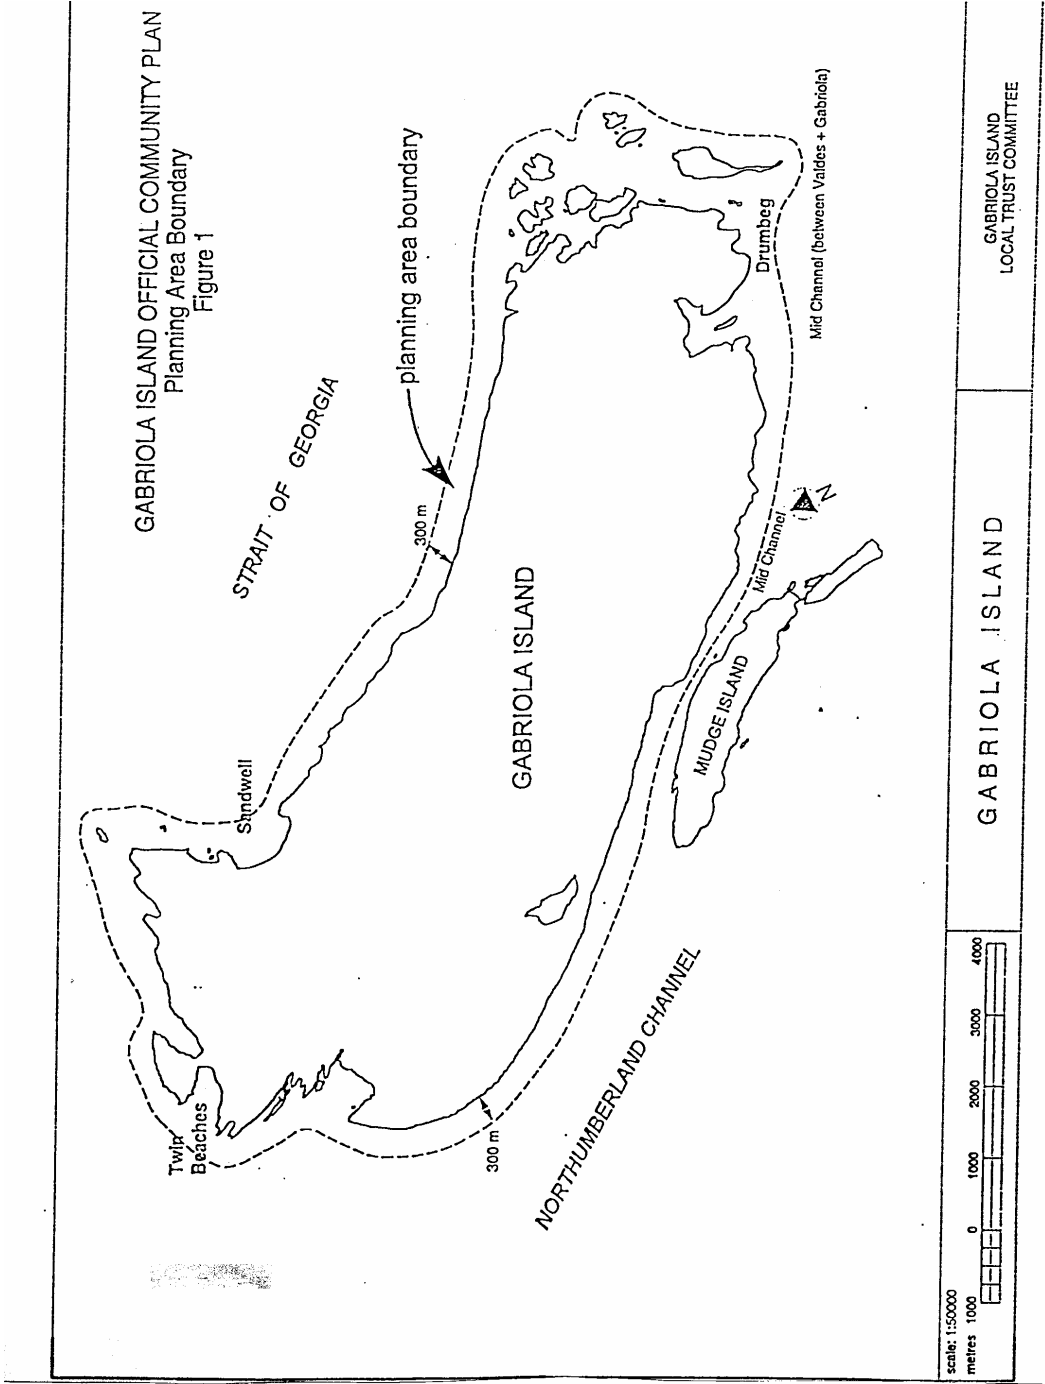 GABRIOLA ISLAND OFFICIAL COMMUNITY PLAN
Planning Area Boundary
Figure 1
STRAIT OF GEORGIA
planning area boundary
300 m
Sandwell
Twin
Beaches
GABRIOLA ISLAND
Drumbeg
Mid Channel (between Valdes + Gabriola)
Mid Channel
N
MUDGE ISLAND
300 m
NORTHUMBERLAND CHANNEL
scale: 1:50000
metres 1000 0 1000 2000 3000 4000
GABRIOLA ISLAND
GABRIOLA ISLAND
LOCAL TRUST COMMITTEE